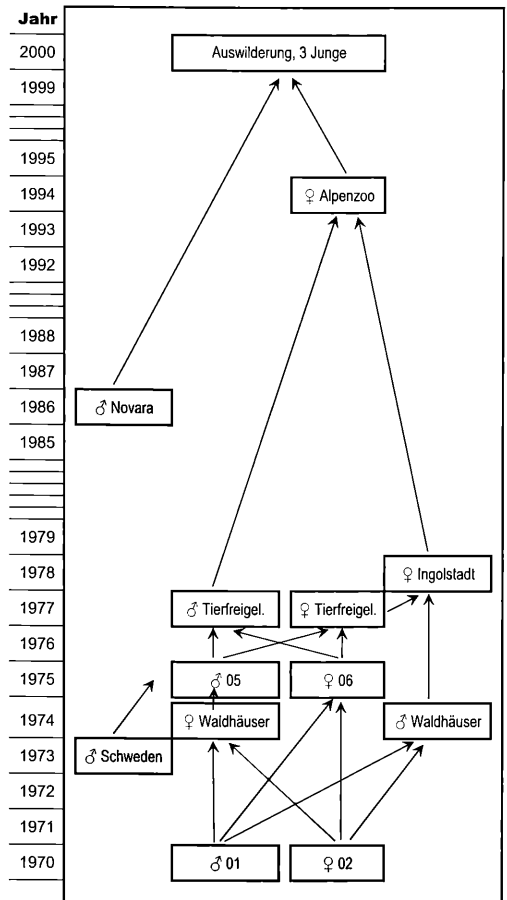 Jahr
2000 Auswilderung, 3 Junge
1999
1995
1994 ♀ Alpenzoo
1993
1992
1988
1987
1986 ♂ Novara
1985
1979
1978 ♀ Ingolstadt
1977 ♂ Tierfreigel. ♀ Tierfreigel.
1976
1975 ♂ 05 ♀ 06
1974 ♀ Waldhäuser ♂ Waldhäuser
1973 ♂ Schweden
1972
1971
1970 ♂ 01 ♀ 02